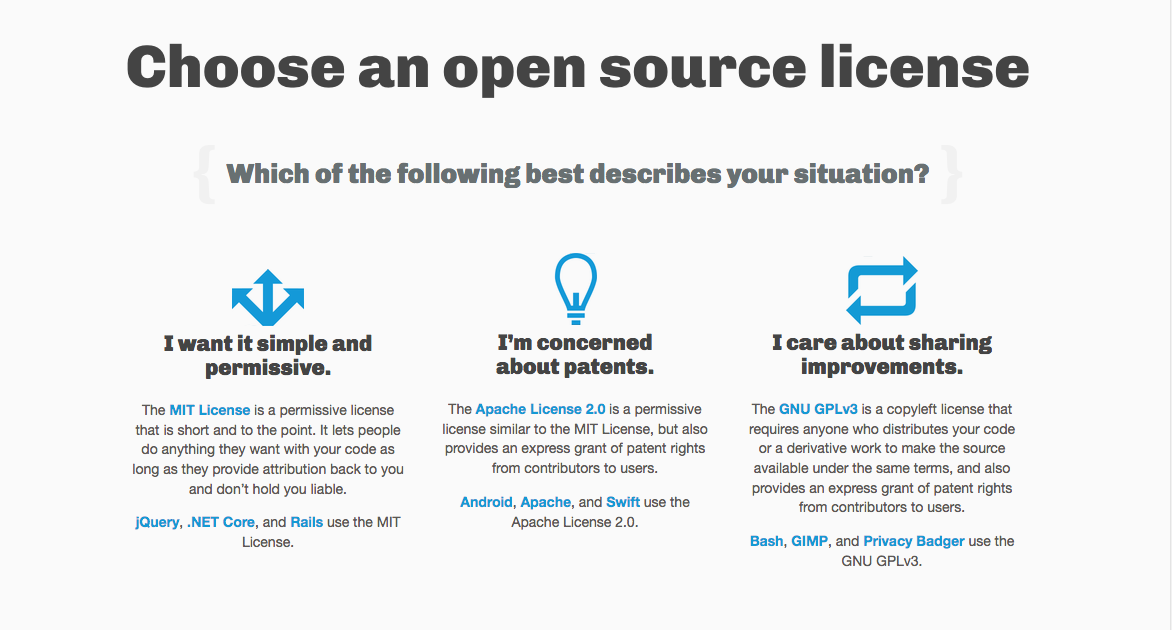 Choose an open source license
{ Which of the following best describes your situation? }
I want it simple and
permissive.
The MIT License is a permissive license
that is short and to the point. It lets people
do anything they want with your code as
long as they provide attribution back to you
and don’t hold you liable.
jQuery, .NET Core, and Rails use the MIT
License.
I’m concerned
about patents.
The Apache License 2.0 is a permissive
license similar to the MIT License, but also
provides an express grant of patent rights
from contributors to users.
Android, Apache, and Swift use the
Apache License 2.0.
I care about sharing
improvements.
The GNU GPLv3 is a copyleft license that
requires anyone who distributes your code
or a derivative work to make the source
available under the same terms, and also
provides an express grant of patent rights
from contributors to users.
Bash, GIMP, and Privacy Badger use the
GNU GPLv3.